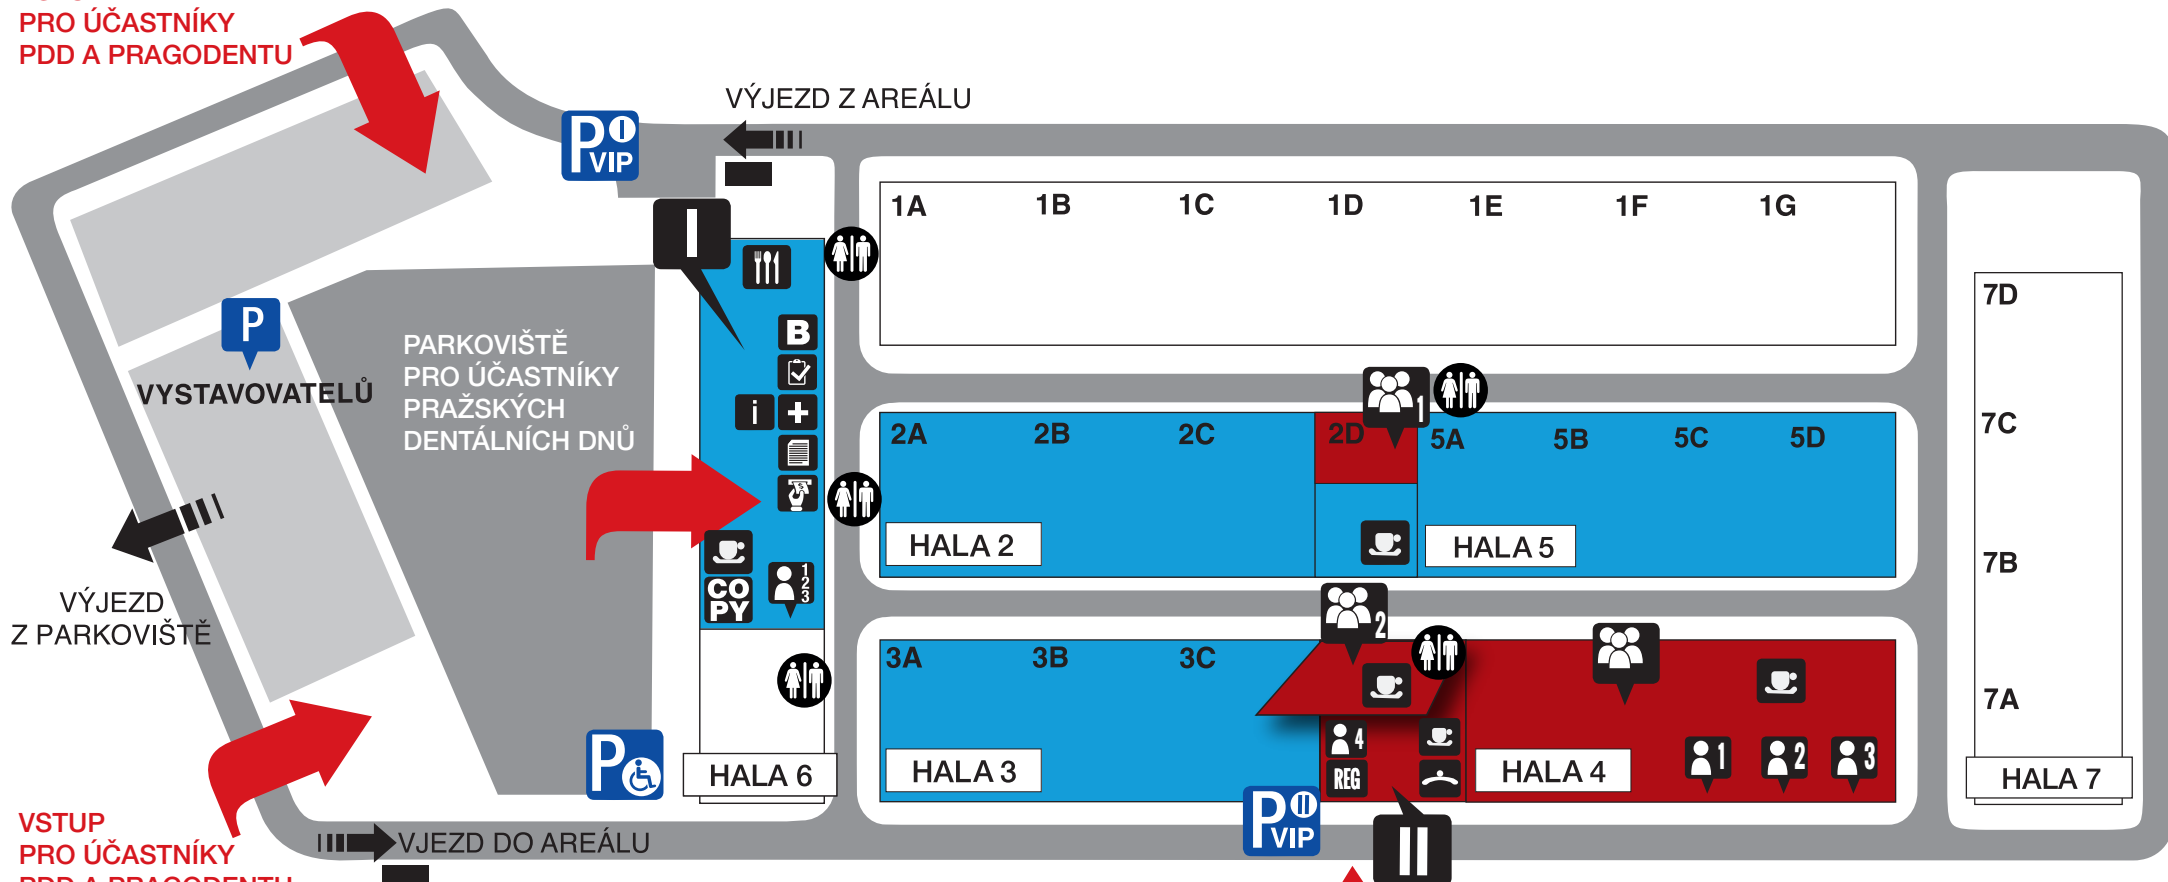 PRO ÚČASTNÍKY
PDD A PRAGODENTU
VÝJEZD Z AREÁLU
P I
VIP
I
1A 1B 1C 1D 1E 1F 1G
7D
P
VYSTAVOVATELŮ
PARKOVIŠTĚ
PRO ÚČASTNÍKY
PRAŽSKÝCH
DENTÁLNÍCH DNŮ
B
i
1
2A 2B 2C 2D 5A 5B 5C 5D
7C
HALA 2
HALA 5
7B
CO
PY
1
2
3
VÝJEZD
Z PARKOVIŠTĚ
2
3A 3B 3C
7A
4
REG
1 2 3
P
HALA 6
HALA 3
HALA 4
HALA 7
P II
VIP
II
VSTUP
PRO ÚČASTNÍKY
PDD A PRAGODENTU
VJEZD DO AREÁLU